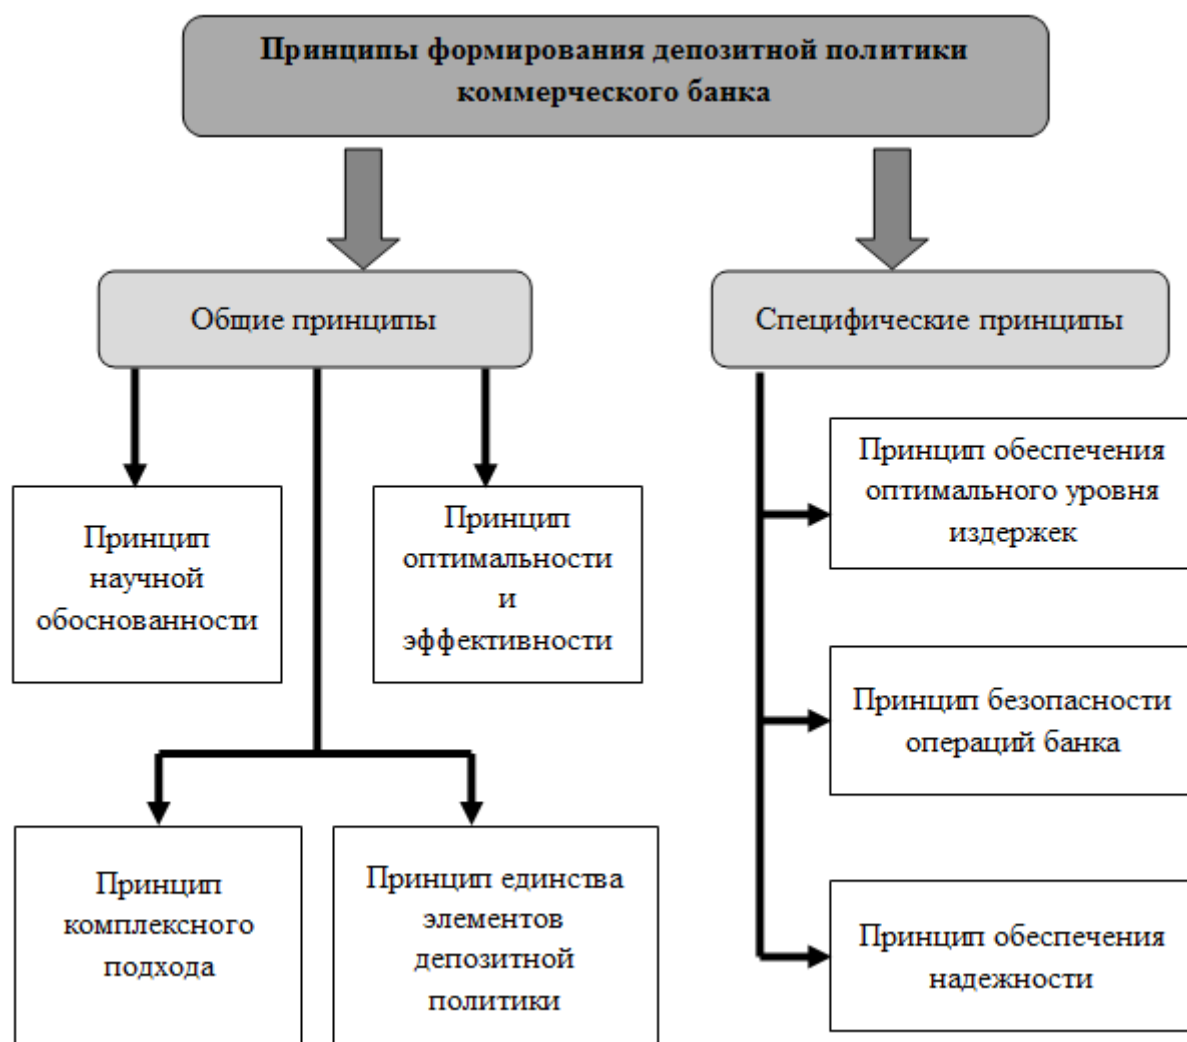 Принципы формирования депозитной политики
коммерческого банка
Общие принципы
Специфические принципы
Принцип
научной
обоснованности
Принцип
оптимальности
и
эффективности
Принцип
комплексного
подхода
Принцип единства
элементов
депозитной
политики
Принцип обеспечения
оптимального уровня
издержек
Принцип безопасности
операций банка
Принцип обеспечения
надежности